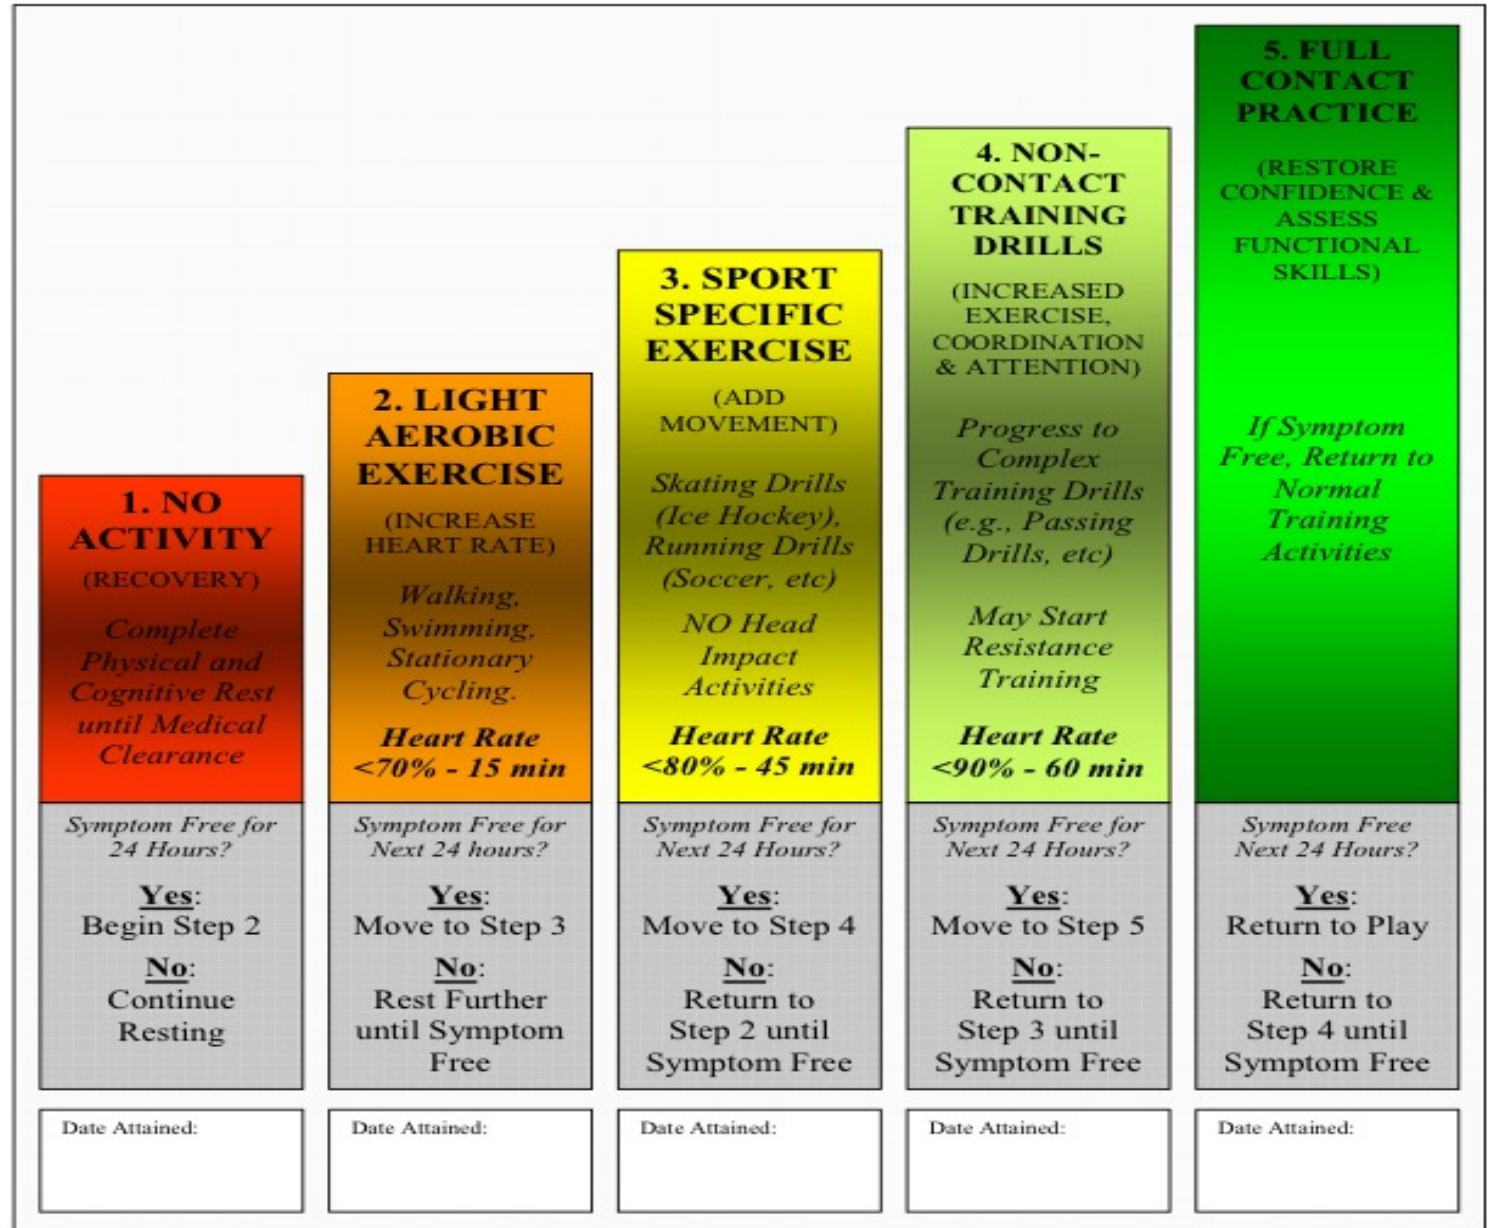 1. NO
ACTIVITY
(RECOVERY)
Complete
Physical and
Cognitive Rest
until Medical
Clearance
Symptom Free for
24 Hours?
Yes:
Begin Step 2
No:
Continue
Resting
Date Attained:
2. LIGHT
AEROBIC
EXERCISE
(INCREASE
HEART RATE)
Walking,
Swimming,
Stationary
Cycling.
Heart Rate
<70% - 15 min
Symptom Free for
Next 24 hours?
Yes:
Move to Step 3
No:
Rest Further
until Symptom
Free
Date Attained:
3. SPORT
SPECIFIC
EXERCISE
(ADD
MOVEMENT)
Skating Drills
(Ice Hockey),
Running Drills
(Soccer, etc)
NO Head
Impact
Activities
Heart Rate
<80% - 45 min
Symptom Free for
Next 24 Hours?
Yes:
Move to Step 4
No:
Return to
Step 2 until
Symptom Free
Date Attained:
4. NON-
CONTACT
TRAINING
DRILLS
(INCREASED
EXERCISE,
COORDINATION
& ATTENTION)
Progress to
Complex
Training Drills
(e.g., Passing
Drills, etc)
May Start
Resistance
Training
Heart Rate
<90% - 60 min
Symptom Free for
Next 24 Hours?
Yes:
Move to Step 5
No:
Return to
Step 3 until
Symptom Free
Date Attained:
5. FULL
CONTACT
PRACTICE
(RESTORE
CONFIDENCE &
ASSESS
FUNCTIONAL
SKILLS)
If Symptom
Free, Return to
Normal
Training
Activities
Symptom Free
Next 24 Hours?
Yes:
Return to Play
No:
Return to
Step 4 until
Symptom Free
Date Attained: